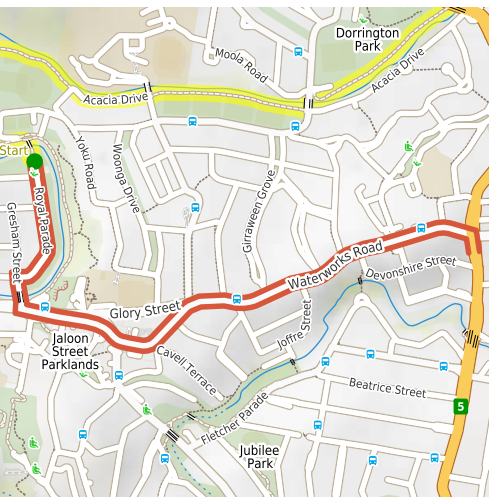 Dorrington
Park
Moola Road
Acacia Drive
Acacia Drive
Start
Yoku Road
Woonga Drive
Royal Parade
Gresham Street
Girraween Grove
Waterworks Road
Devonshire Street
Glory Street
Joffre Street
Jaloon
Street
Parklands
Cavell Terrace
Beatrice Street
5
Fletcher Parade
Jubilee
Park